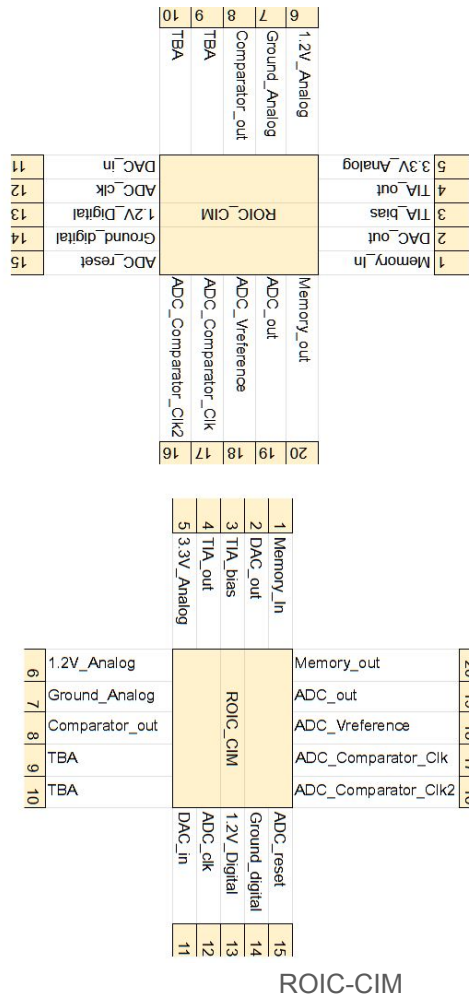 10 9 8 7 6
TBA TBA Comparator_out Ground_Analog 1.2V_Analog
11 DAC_in 3.3V_Analog 5
12 ADC_clk TIA_out 4
13 1.2V_Digital ROIC_CIM TIA_bias 3
14 Ground_digital DAC_out 2
15 ADC_reset Memory_In 1
ADC_Comparator_Clk2 ADC_Comparator_Clk ADC_Vreference ADC_out Memory_out
16 17 18 19 20
5 4 3 2 1
3.3V_Analog TIA_out TIA_bias DAC_out Memory_In
6 1.2V_Analog Memory_out
7 Ground_Analog ADC_out
8 Comparator_out ROIC_CIM ADC_Vreference
9 TBA ADC_Comparator_Clk
10 TBA ADC_Comparator_Clk2
DAC_in ADC_clk 1.2V_Digital Ground_digital ADC_reset
11 12 13 14 15
ROIC-CIM